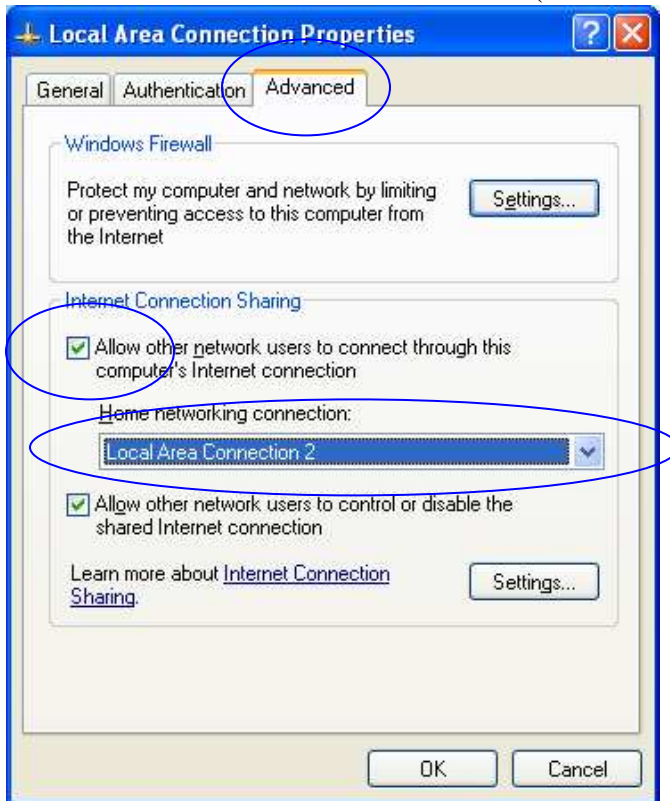 Local Area Connection Properties
General Authentication Advanced
Windows Firewall
Protect my computer and network by limiting
or preventing access to this computer from
the Internet
Settings...
Internet Connection Sharing
Allow other network users to connect through this
computer's Internet connection
Home networking connection:
Local Area Connection 2
Allow other network users to control or disable the
shared Internet connection
Learn more about Internet Connection
Sharing.
Settings...
OK Cancel